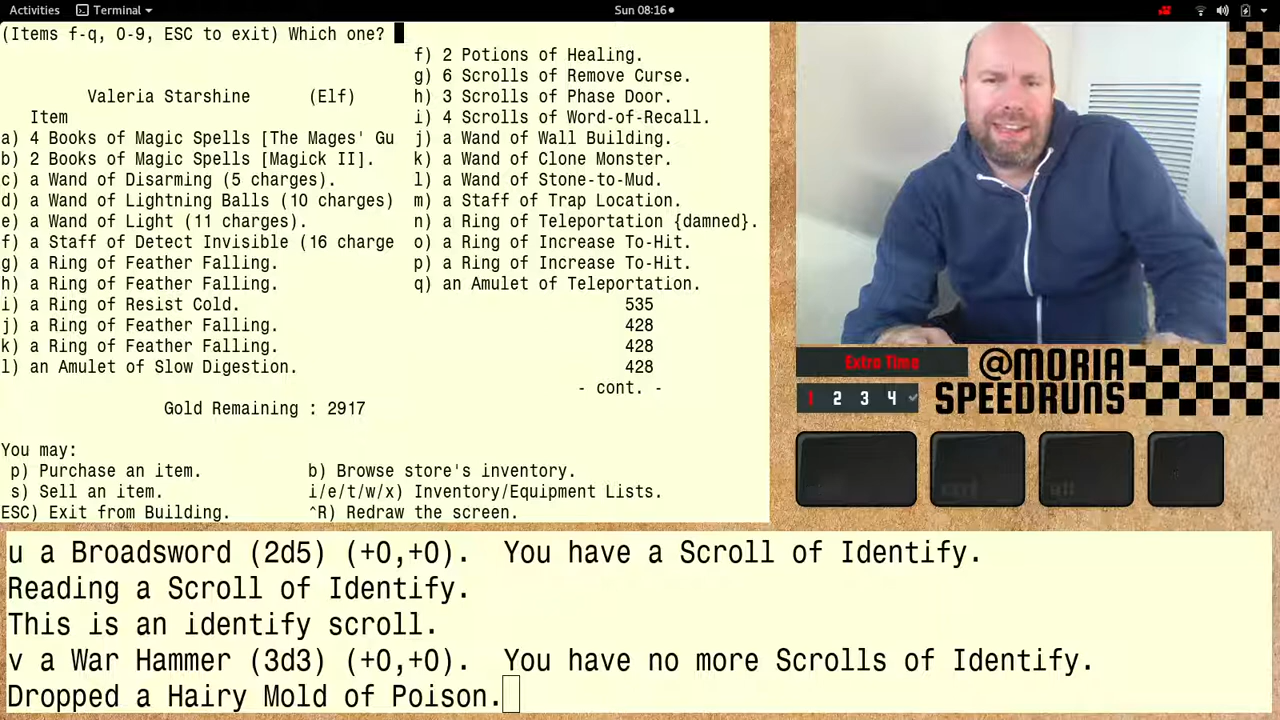 Activities
Terminal
Sun 08:16
(Items f-q, 0-9, ESC to exit) Which one?
f) 2 Potions of Healing.
g) 6 Scrolls of Remove Curse.
Valeria Starshine (Elf) h) 3 Scrolls of Phase Door.
Item i) 4 Scrolls of Word-of-Recall.
a) 4 Books of Magic Spells [The Mages' Gu j) a Wand of Wall Building.
b) 2 Books of Magic Spells [Magick II]. k) a Wand of Clone Monster.
c) a Wand of Disarming (5 charges). l) a Wand of Stone-to-Mud.
d) a Wand of Lightning Balls (10 charges) m) a Staff of Trap Location.
e) a Wand of Light (11 charges). n) a Ring of Teleportation {damned}.
f) a Staff of Detect Invisible (16 charge o) a Ring of Increase To-Hit.
g) a Ring of Feather Falling. p) a Ring of Increase To-Hit.
h) a Ring of Feather Falling. q) an Amulet of Teleportation.
i) a Ring of Resist Cold. 535
j) a Ring of Feather Falling. 428
k) a Ring of Feather Falling. 428
l) an Amulet of Slow Digestion. 428
- cont. -
Gold Remaining : 2917
You may:
p) Purchase an item. b) Browse store's inventory.
s) Sell an item. i/e/t/w/x) Inventory/Equipment Lists.
ESC) Exit from Building. ^R) Redraw the screen.
Extro Time
1 2 3 4
@MORIA
SPEEDRUNS
u a Broadsword (2d5) (+0,+0). You have a Scroll of Identify.
Reading a Scroll of Identify.
This is an identify scroll.
v a War Hammer (3d3) (+0,+0). You have no more Scrolls of Identify.
Dropped a Hairy Mold of Poison.